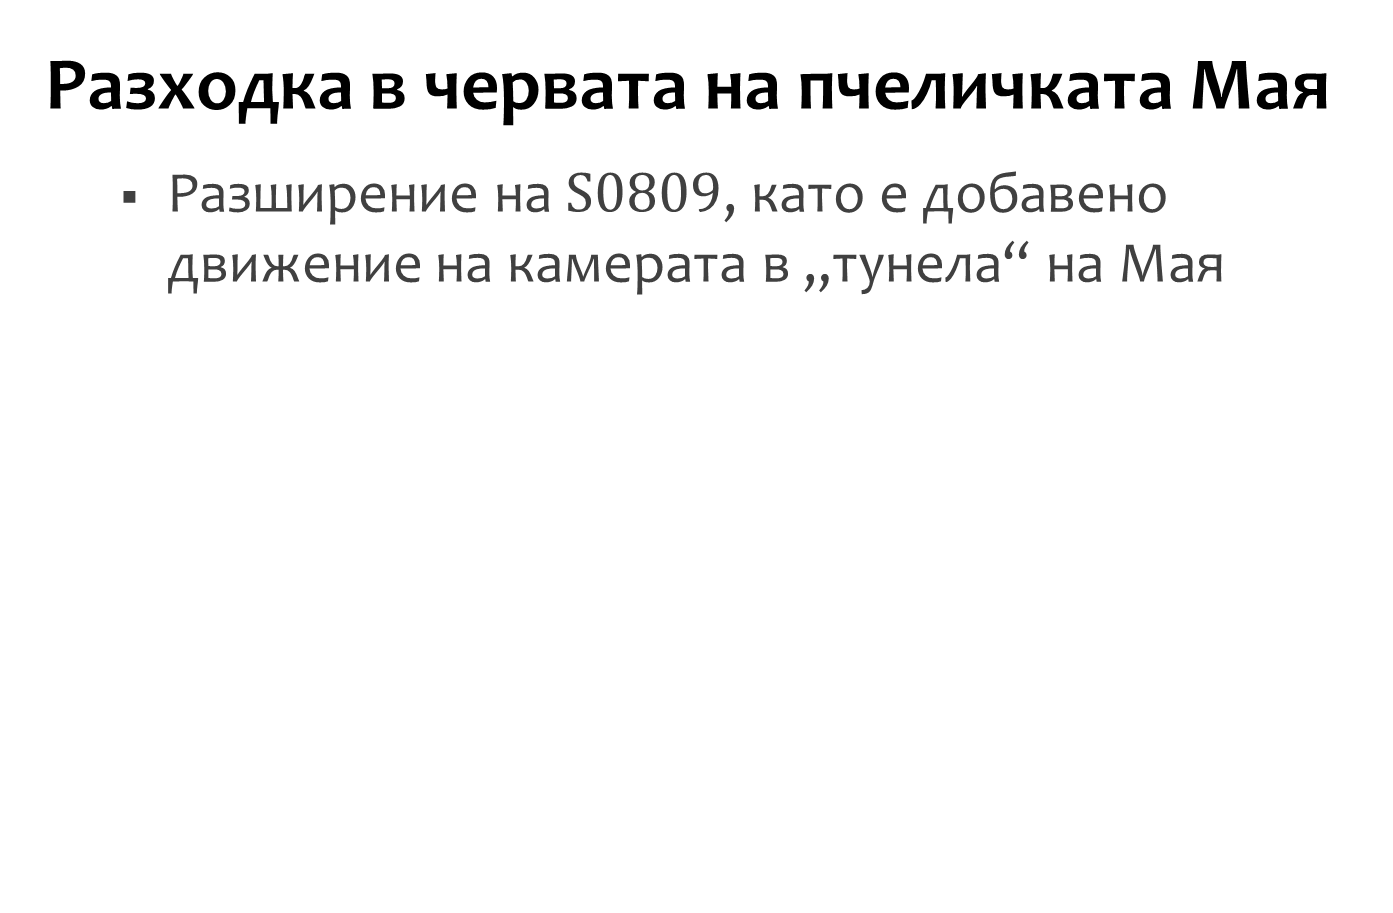 Разходка в червата на пчеличката Мая
▪ Разширение на S0809, като е добавено
движение на камерата в „тунела“ на Мая